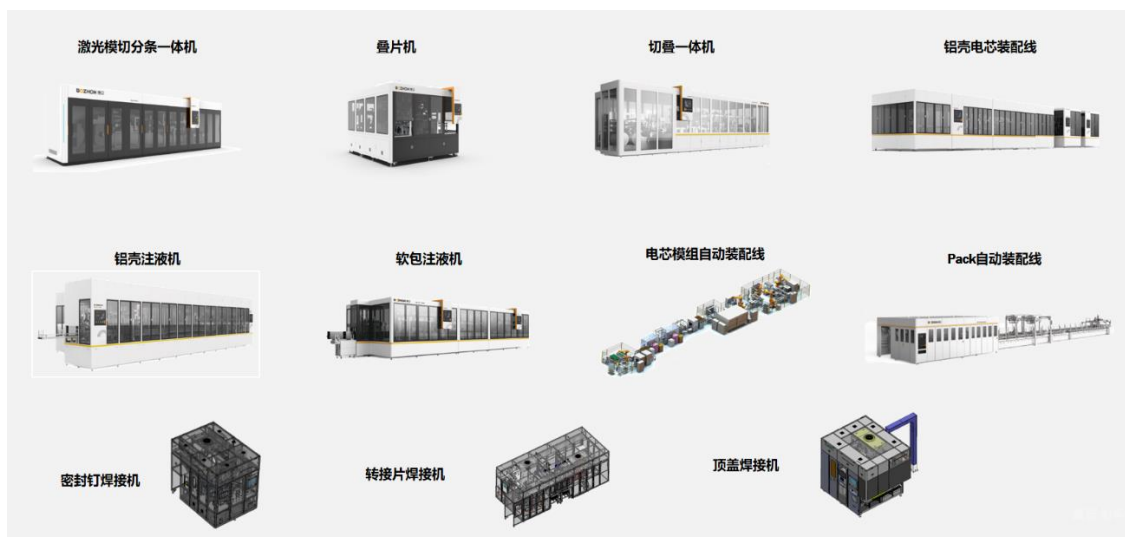 激光模切分条一体机
叠片机
切叠一体机
铝壳电芯装配线
BOZHON 博众
铝壳注液机
软包注液机
电芯模组自动装配线
Pack自动装配线
密封钉焊接机
转接片焊接机
顶盖焊接机